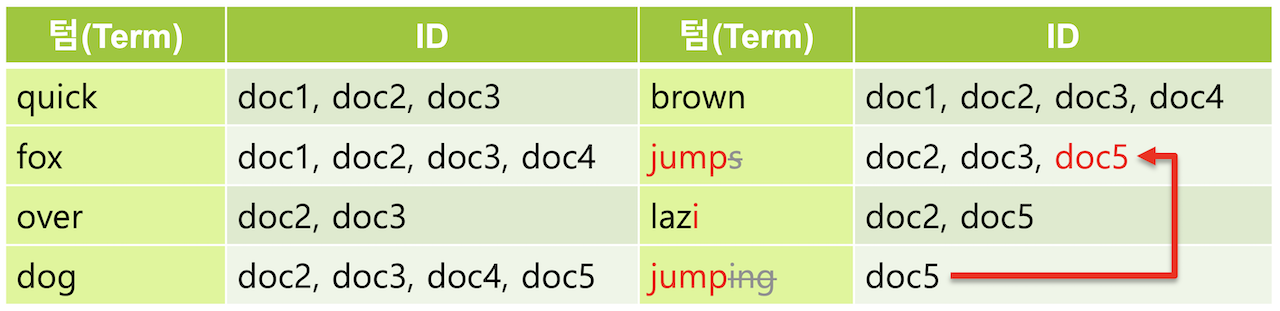 텀(Term) ID 텀(Term) ID
quick doc1, doc2, doc3 brown doc1, doc2, doc3, doc4
fox doc1, doc2, doc3, doc4 jumps doc2, doc3, doc5
over doc2, doc3 lazi doc2, doc5
dog doc2, doc3, doc4, doc5 jumping doc5